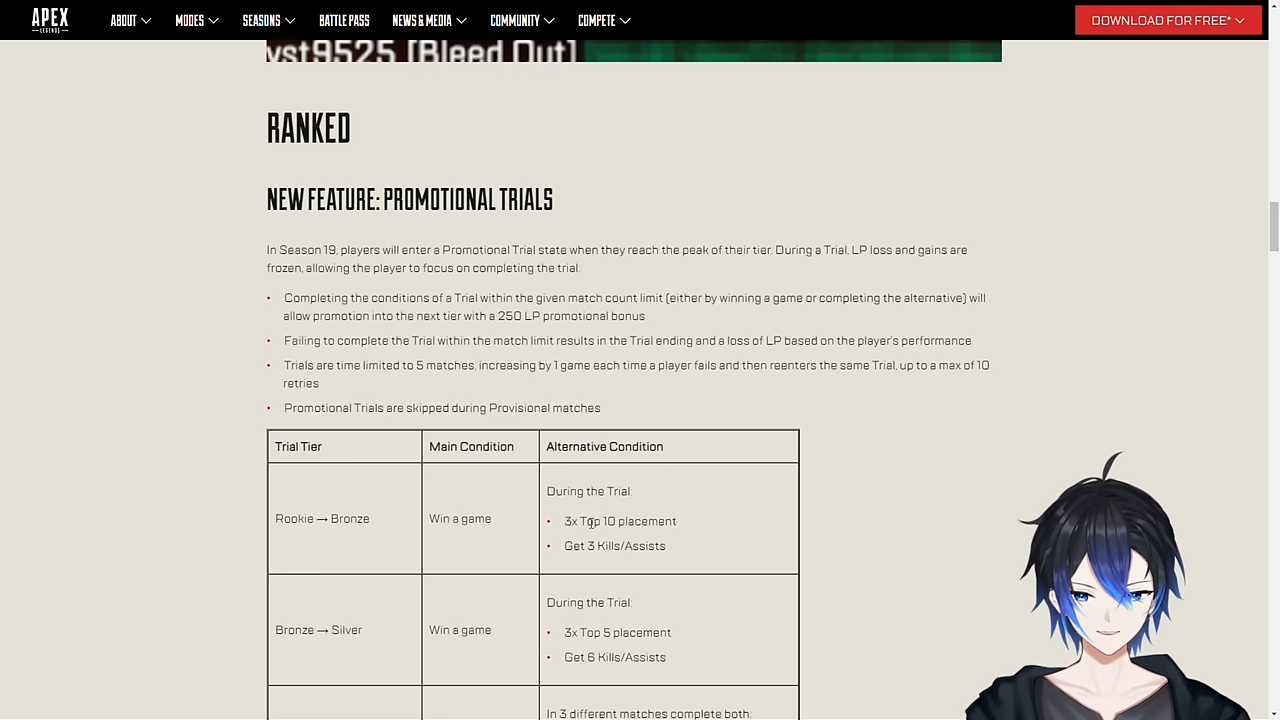 APEX
LEGENDS
ABOUT
MODES
SEASONS
BATTLE PASS
NEWS & MEDIA
COMMUNITY
COMPETE
DOWNLOAD FOR FREE*
vst9525 [Bleed Out]
RANKED
NEW FEATURE: PROMOTIONAL TRIALS
In Season 19, players will enter a Promotional Trial state when they reach the peak of their tier. During a Trial, LP loss and gains are
frozen, allowing the player to focus on completing the trial:
• Completing the conditions of a Trial within the given match count limit (either by winning a game or completing the alternative) will
allow promotion into the next tier with a 250 LP promotional bonus
• Failing to complete the Trial within the match limit results in the Trial ending and a loss of LP based on the player's performance
• Trials are time limited to 5 matches, increasing by 1 game each time a player fails and then reenters the same Trial, up to a max of 10
retries
• Promotional Trials are skipped during Provisional matches
Trial Tier
Main Condition
Alternative Condition
Rookie → Bronze
Win a game
During the Trial:
• 3x Top 10 placement
• Get 3 Kills/Assists
Bronze → Silver
Win a game
During the Trial:
• 3x Top 5 placement
• Get 6 Kills/Assists
In 3 different matches complete both: